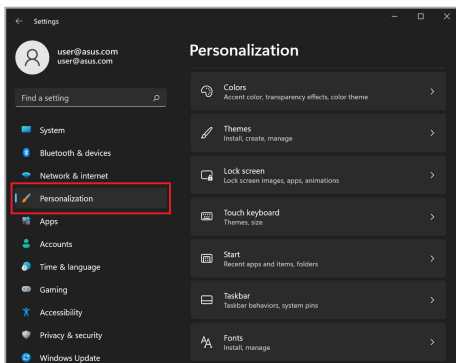 Settings
user@asus.com
user@asus.com
Find a setting
System
Bluetooth & devices
Network & internet
Personalization
Apps
Accounts
Time & language
Gaming
Accessibility
Privacy & security
Windows Update
Personalization
Colors
Accent color, transparency effects, color theme
Themes
Install, create, manage
Lock screen
Lock screen images, apps, animations
Touch keyboard
Themes, size
Start
Recent apps and items, folders
Taskbar
Taskbar behaviors, system pins
Fonts
Install, manage